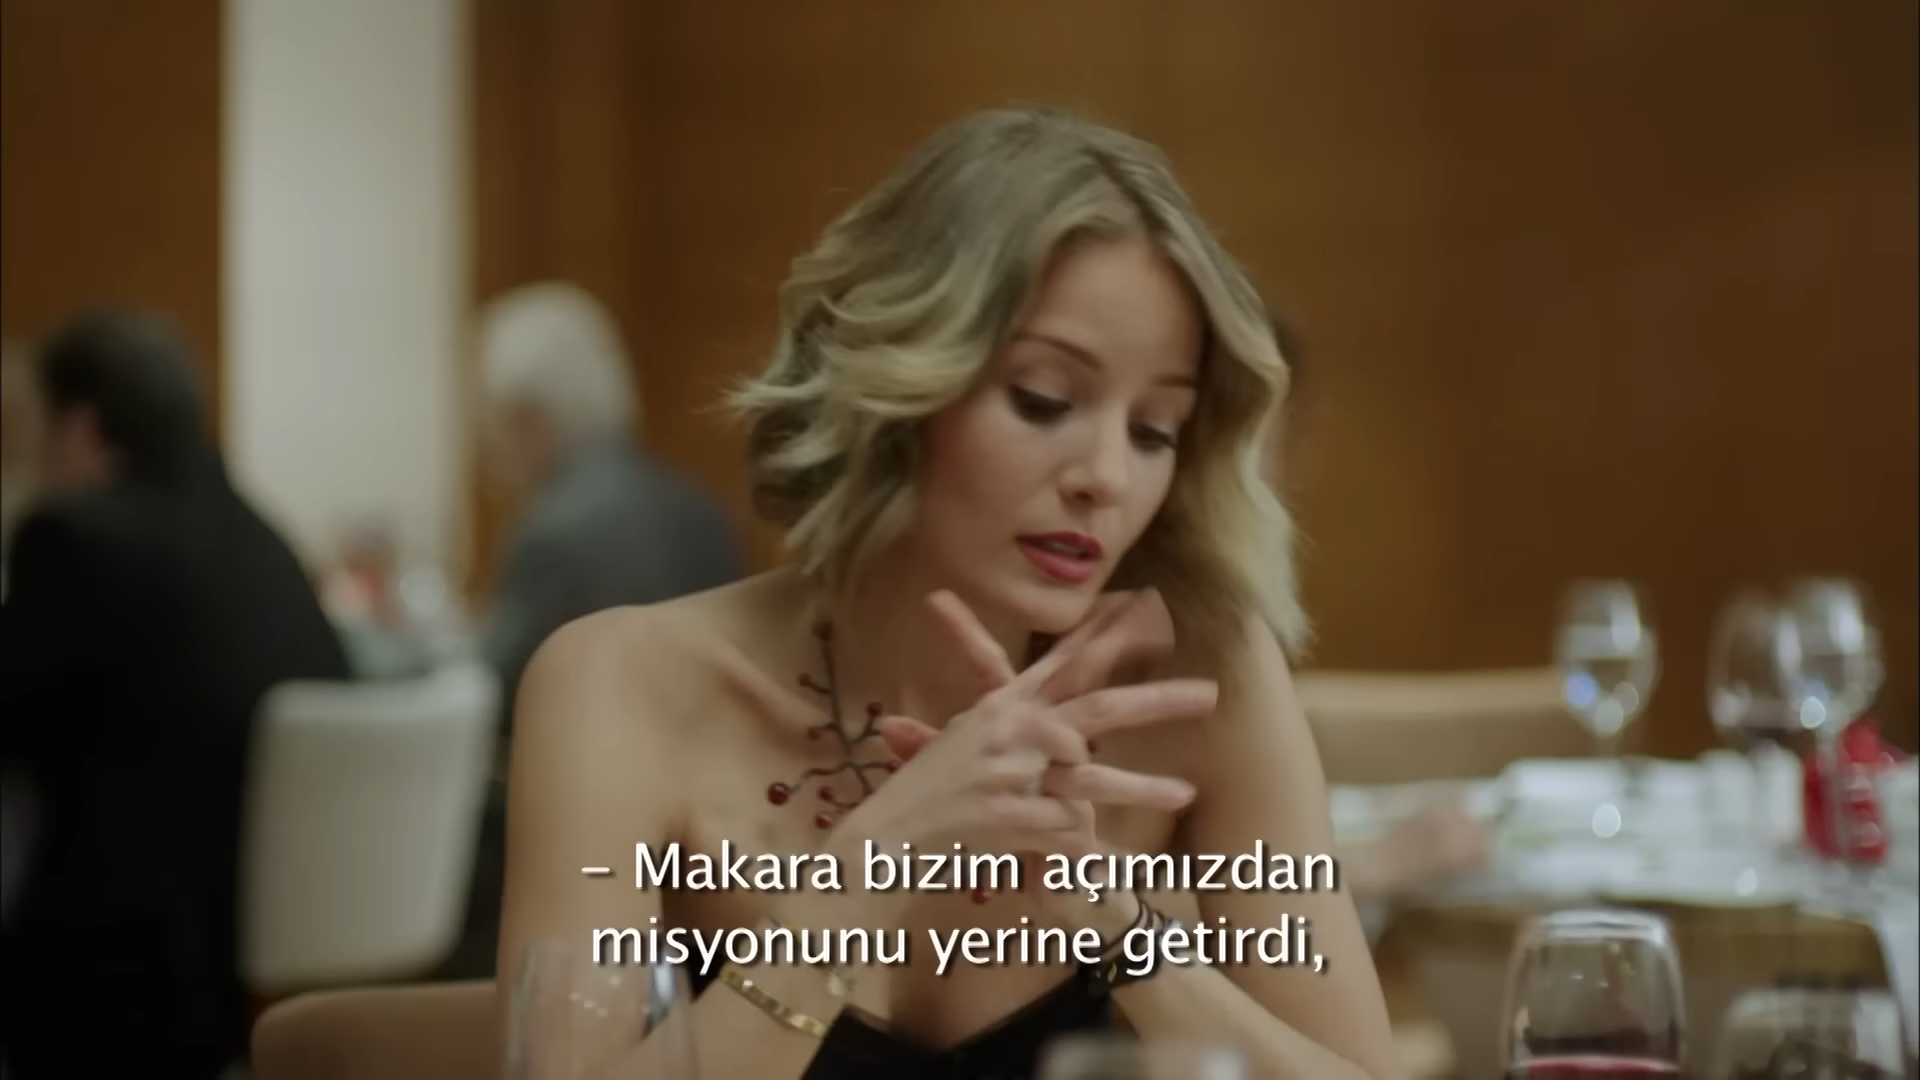 – Makara bizim açımızdan
misyonunu yerine getirdi,